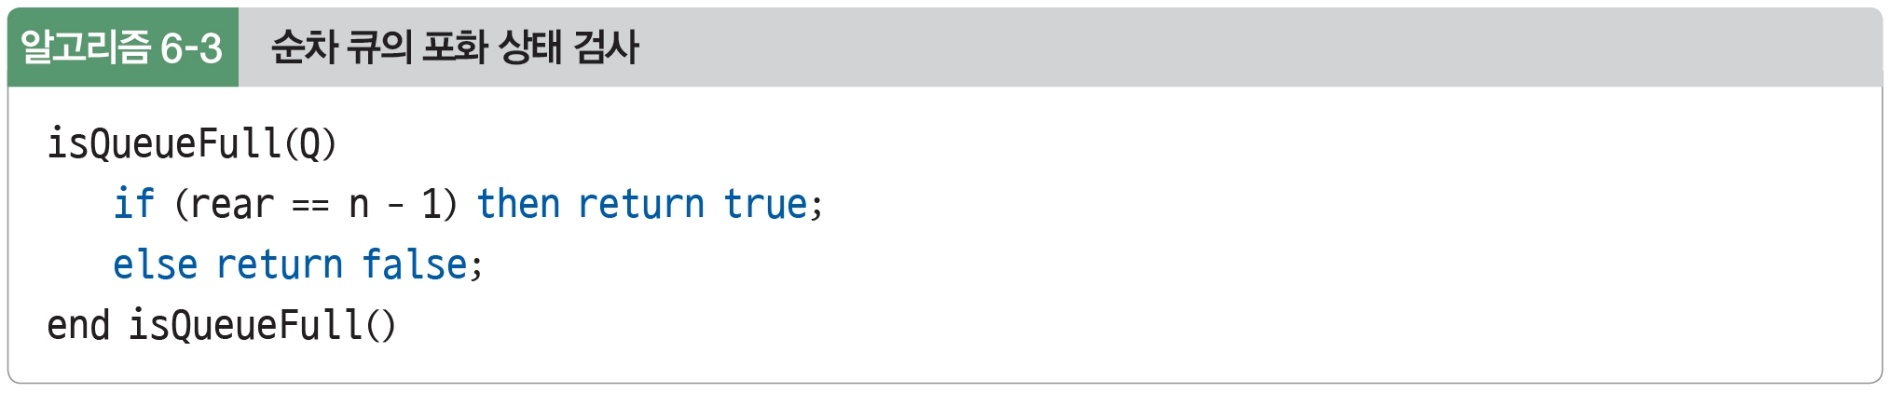 알고리즘 6-3 순차 큐의 포화 상태 검사
isQueueFull(Q)
if (rear == n - 1) then return true;
else return false;
end isQueueFull()